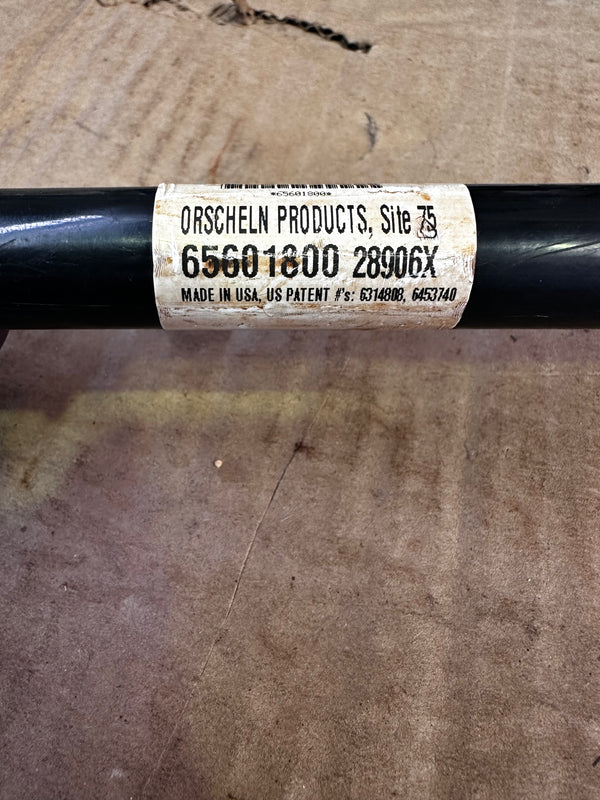 *65601800*
ORSCHELN PRODUCTS, Site 75
65601800 28906X
MADE IN USA, US PATENT #'s: 6314808, 6453740